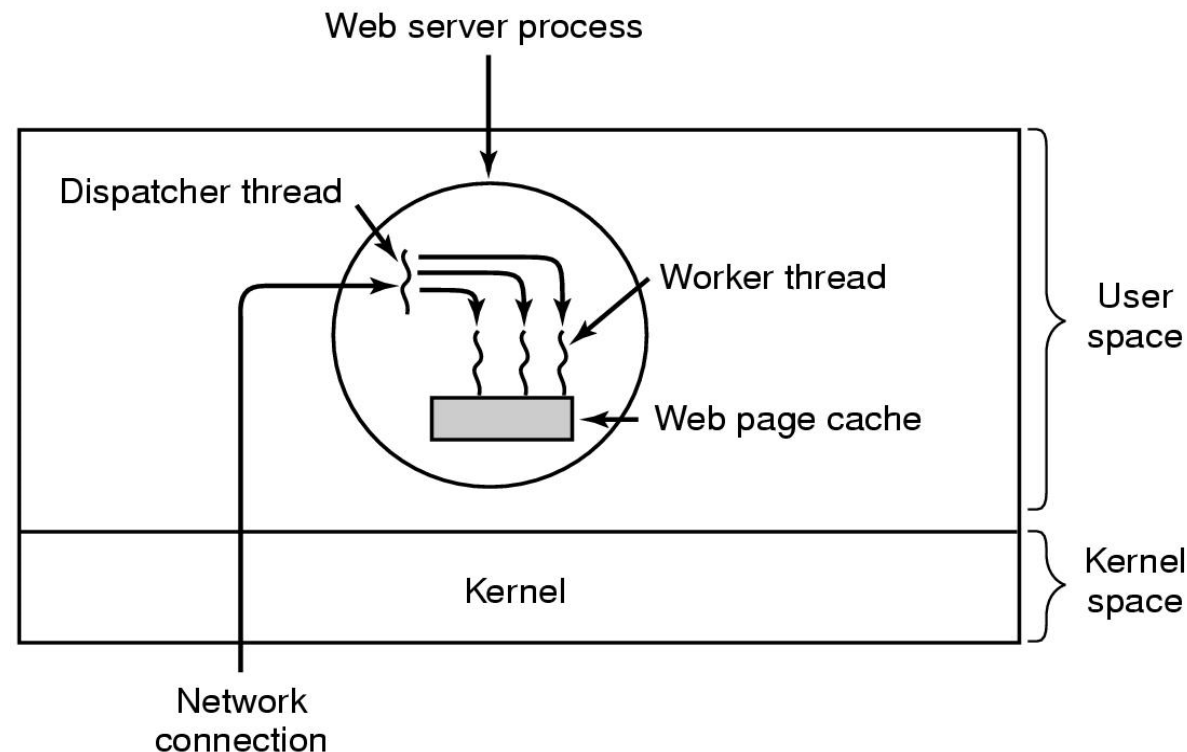 Web server process
Dispatcher thread
Worker thread
User
space
Web page cache
Kernel
Kernel
space
Network
connection